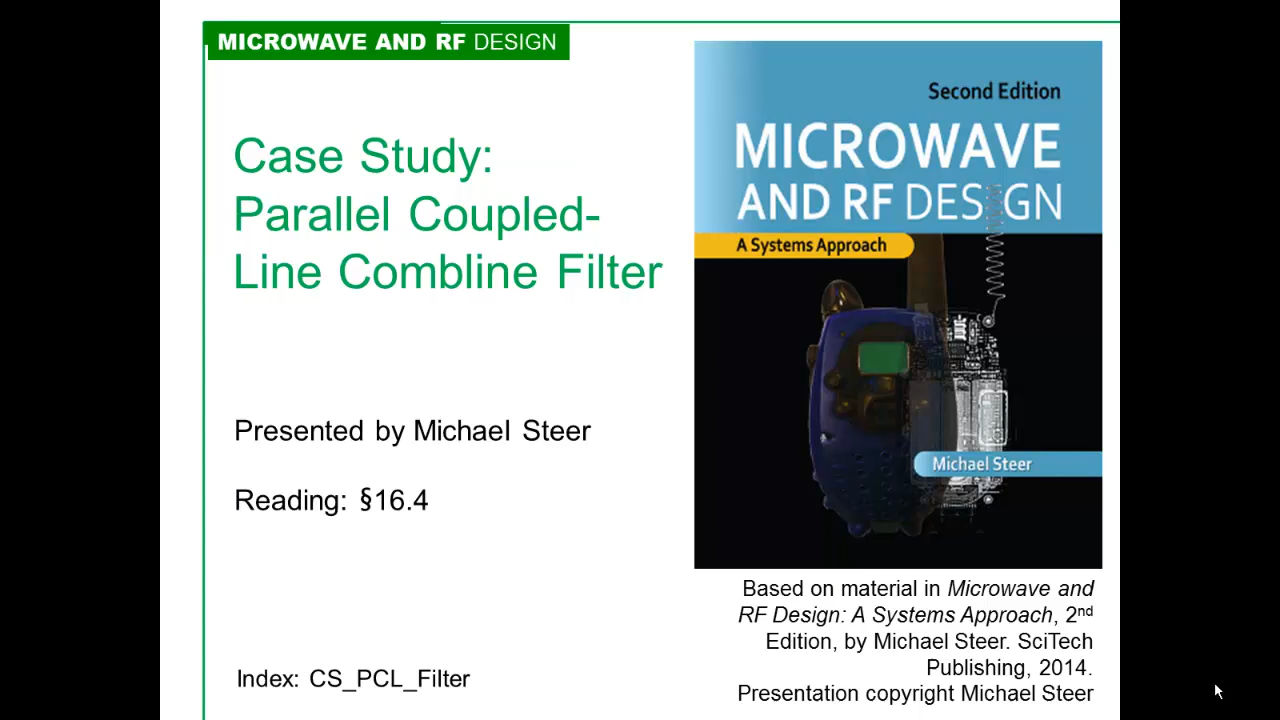 MICROWAVE AND RF DESIGN
Case Study:
Parallel Coupled-
Line Combline Filter
Presented by Michael Steer
Reading: §16.4
Index: CS_PCL_Filter
Second Edition
MICROWAVE
AND RF DESIGN
A Systems Approach
Michael Steer
Based on material in Microwave and
RF Design: A Systems Approach, 2nd
Edition, by Michael Steer. SciTech
Publishing, 2014.
Presentation copyright Michael Steer